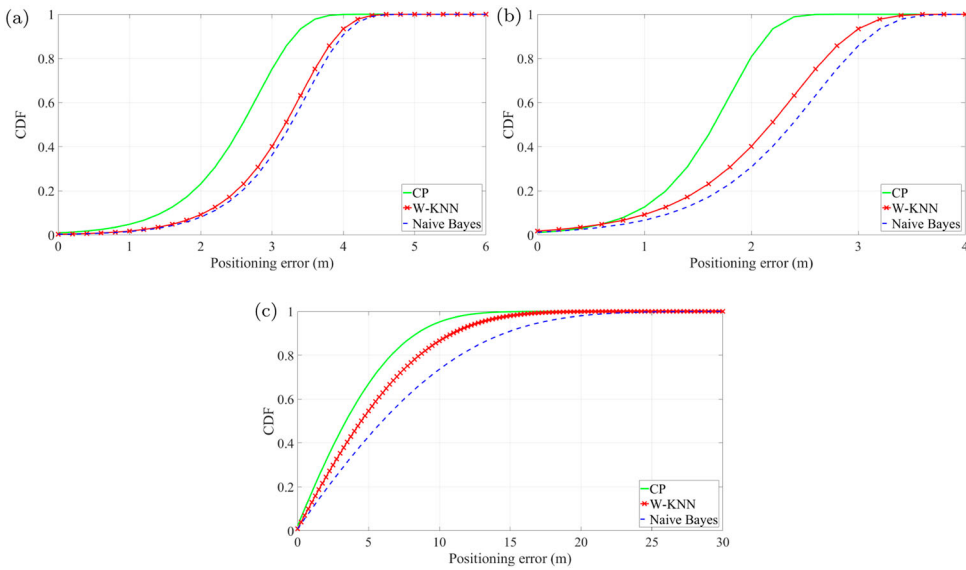 (a)
1
0.8
0.6
0.4
0.2
0
CDF
0 1 2 3 4 5 6
Positioning error (m)
CP
W-KNN
Naive Bayes
(b)
1
0.8
0.6
0.4
0.2
0
CDF
0 1 2 3 4
Positioning error (m)
CP
W-KNN
Naive Bayes
(c)
1
0.8
0.6
0.4
0.2
0
CDF
0 5 10 15 20 25 30
Positioning error (m)
CP
W-KNN
Naive Bayes